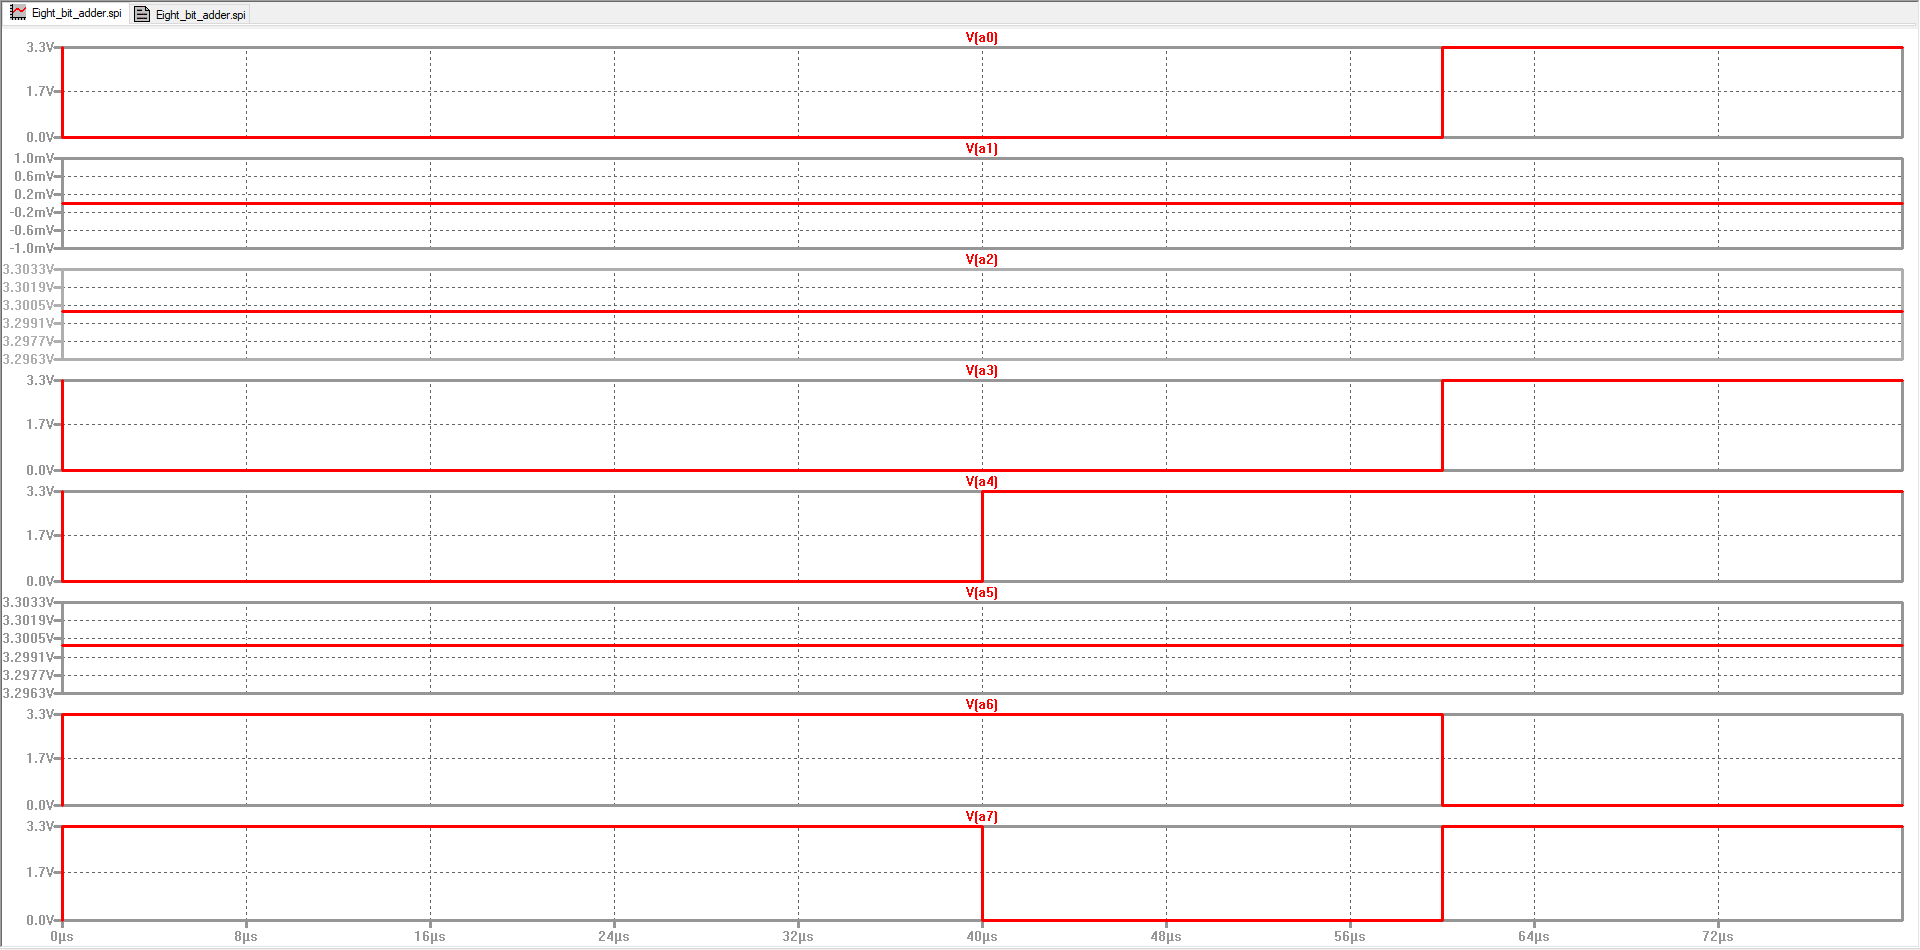 Eight_bit_adder.spi Eight_bit_adder.spi
V(a0)
3.3V
1.7V
0.0V
V(a1)
1.0mV
0.6mV
0.2mV
-0.2mV
-0.6mV
-1.0mV
V(a2)
3.3033V
3.3019V
3.3005V
3.2991V
3.2977V
3.2963V
V(a3)
3.3V
1.7V
0.0V
V(a4)
3.3V
1.7V
0.0V
V(a5)
3.3033V
3.3019V
3.3005V
3.2991V
3.2977V
3.2963V
V(a6)
3.3V
1.7V
0.0V
V(a7)
3.3V
1.7V
0.0V
0µs 8µs 16µs 24µs 32µs 40µs 48µs 56µs 64µs 72µs